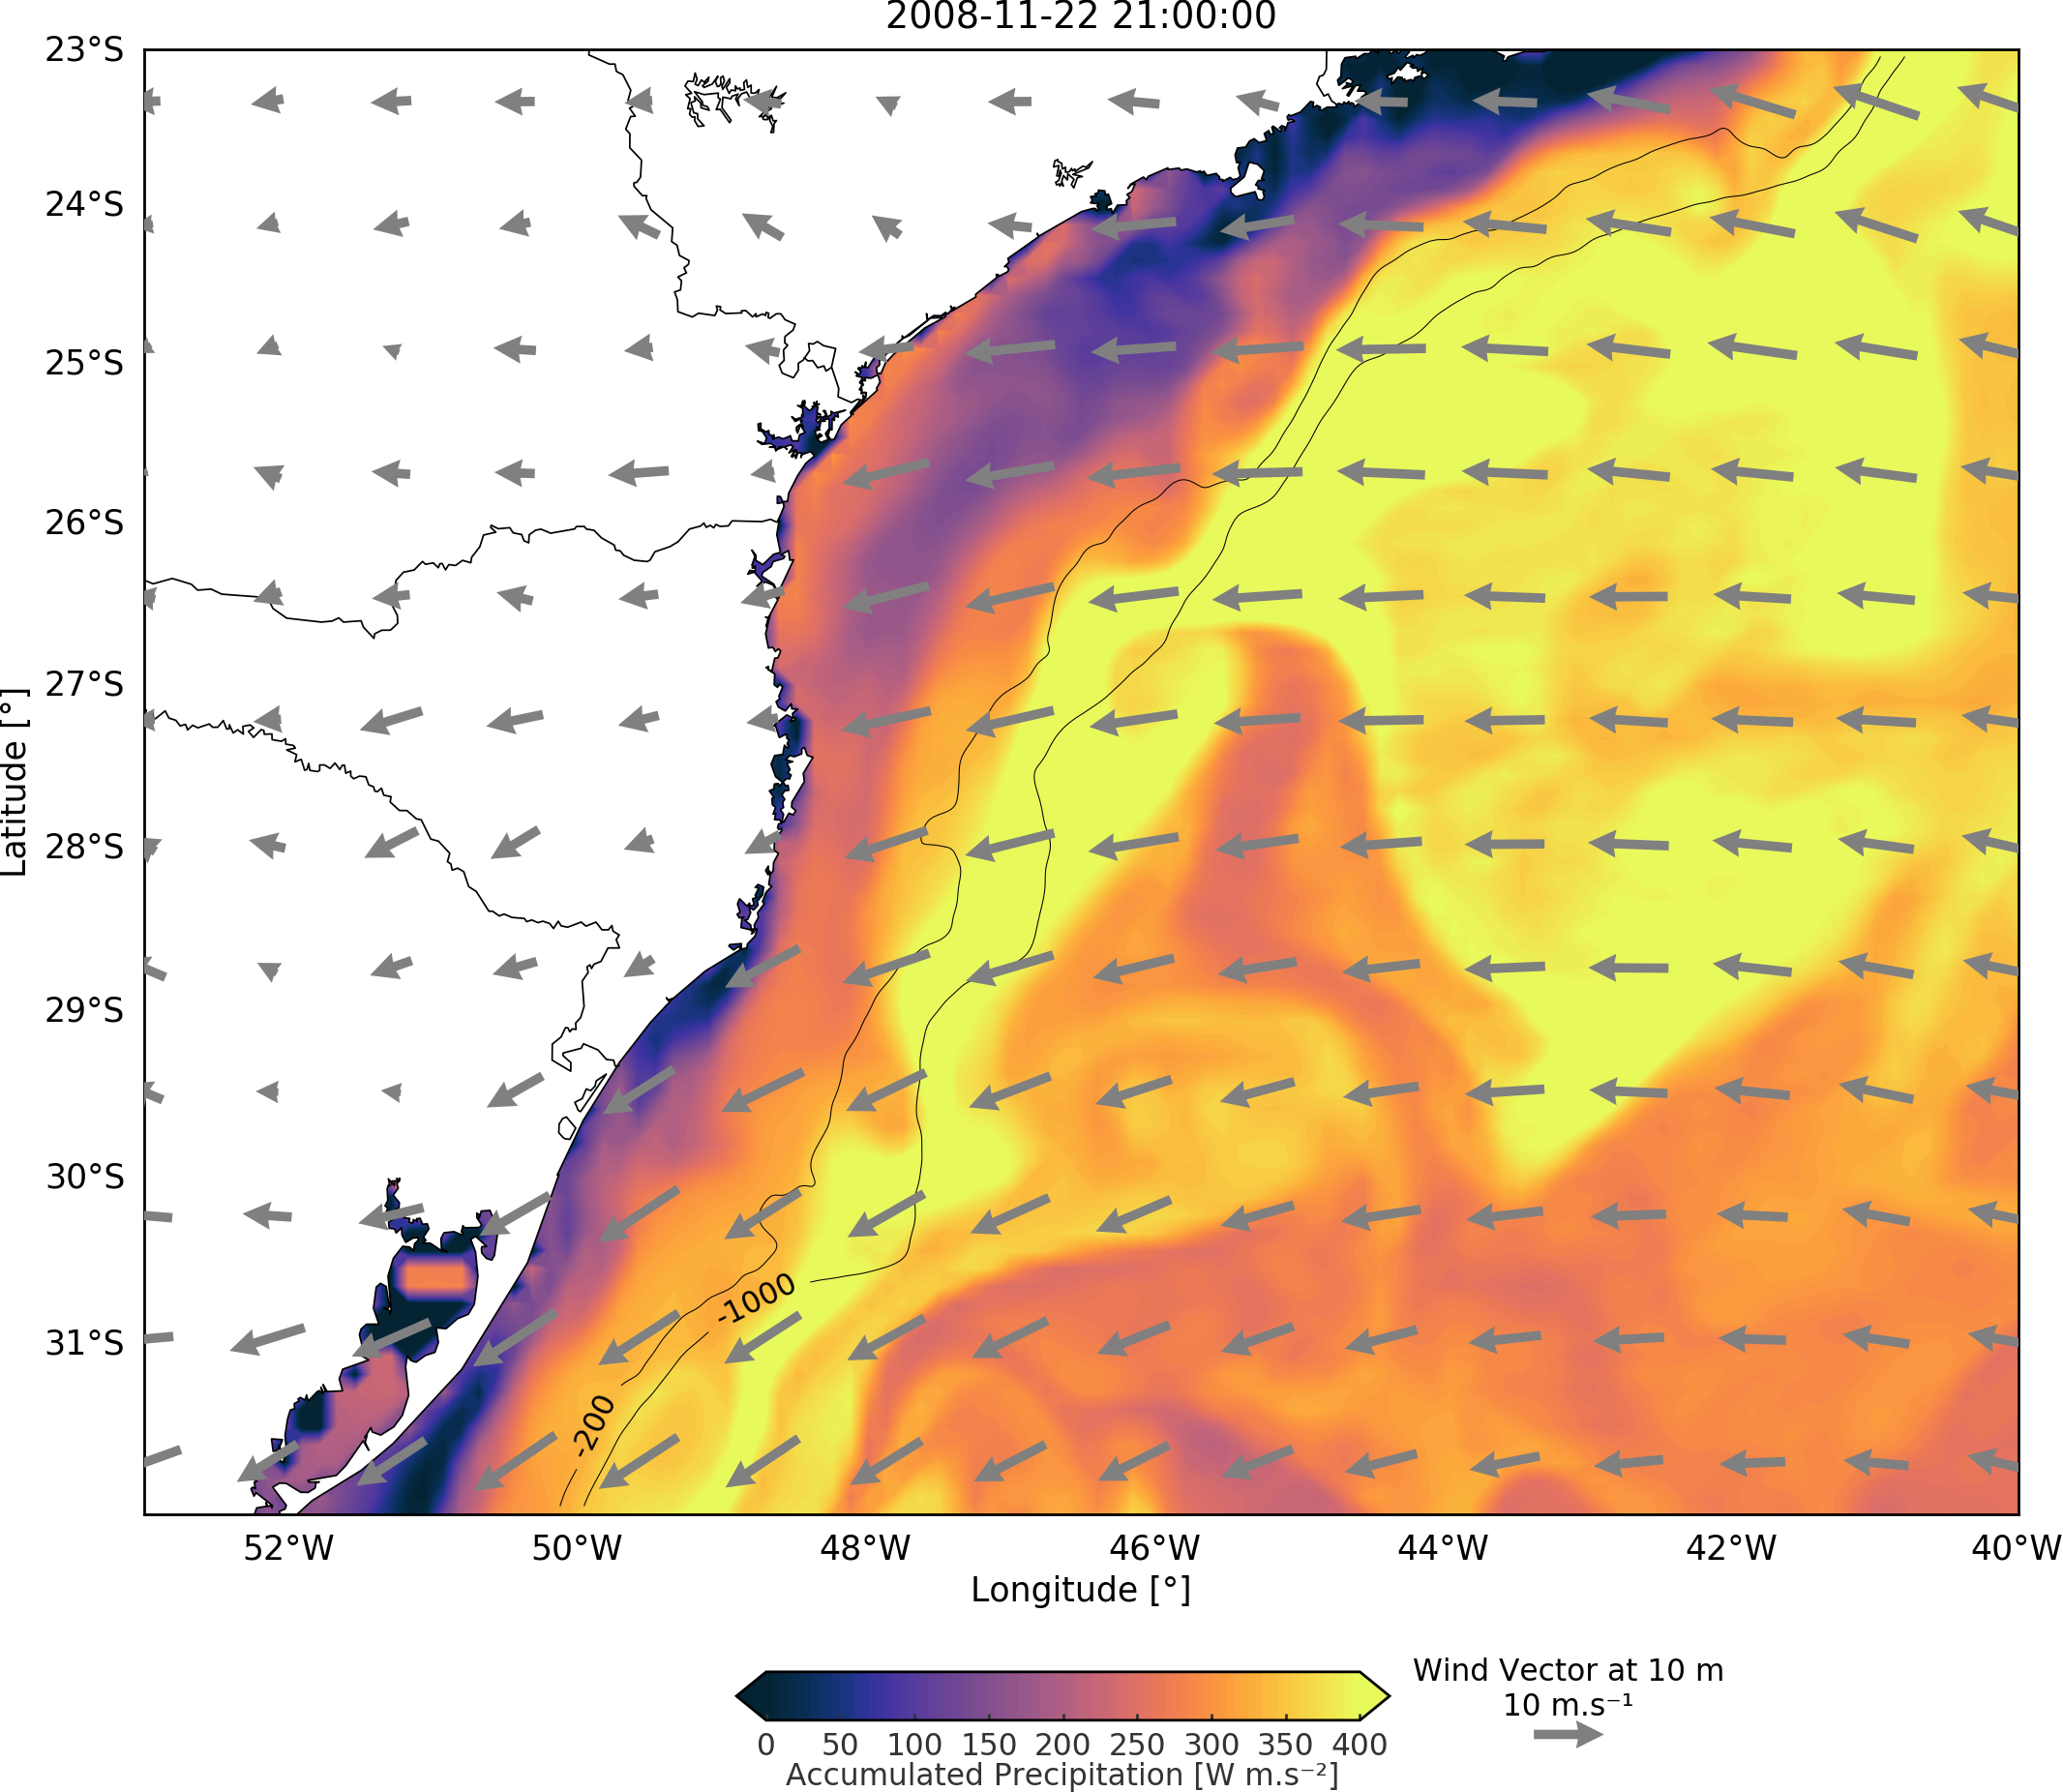 2008-11-22 21:00:00
23°S
24°S
25°S
26°S
27°S
28°S
29°S
30°S
31°S
Latitude [°]
-1000
-200
52°W 50°W 48°W 46°W 44°W 42°W 40°W
Longitude [°]
Wind Vector at 10 m
10 m.s⁻¹
0 50 100 150 200 250 300 350 400
Accumulated Precipitation [W m.s⁻²]